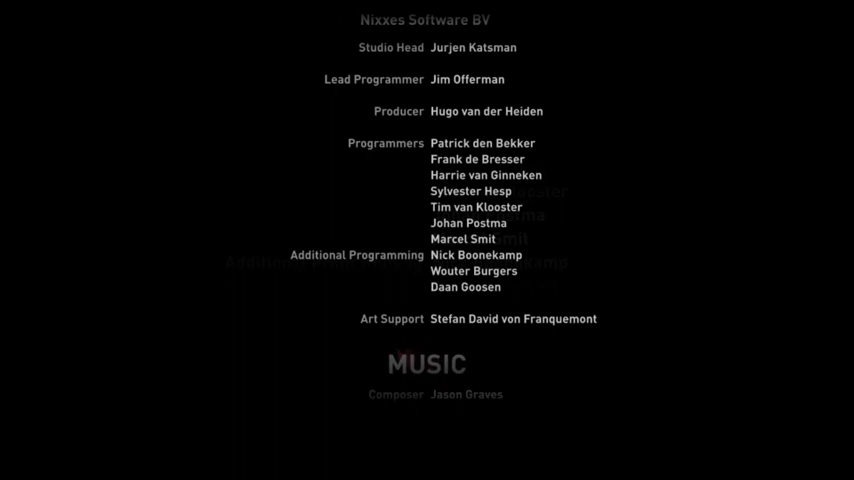 Nixxes Software BV
Studio Head Jurjen Katsman
Lead Programmer Jim Offerman
Producer Hugo van der Heiden
Programmers Patrick den Bekker
Frank de Bresser
Harrie van Ginneken
Sylvester Hesp
Tim van Klooster
Johan Postma
Marcel Smit
Additional Programming Nick Boonekamp
Wouter Burgers
Daan Goosen
Art Support Stefan David von Franquemont
MUSIC
Composer Jason Graves